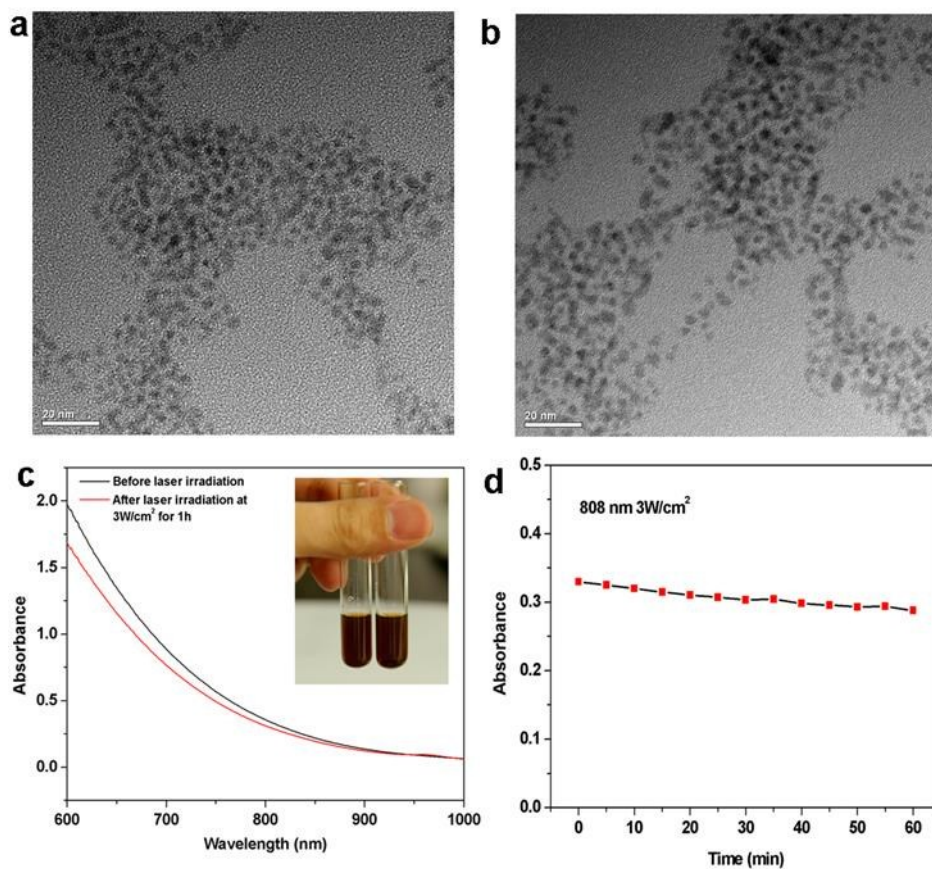 a
b
20 nm
20 nm
c
Before laser irradiation
After laser irradiation at
3W/cm² for 1h
2.0
1.5
1.0
0.5
0.0
Absorbance
600
700
800
900
1000
Wavelength (nm)
d
808 nm 3W/cm²
0.5
0.4
0.3
0.2
0.1
0.0
Absorbance
0
10
20
30
40
50
60
Time (min)